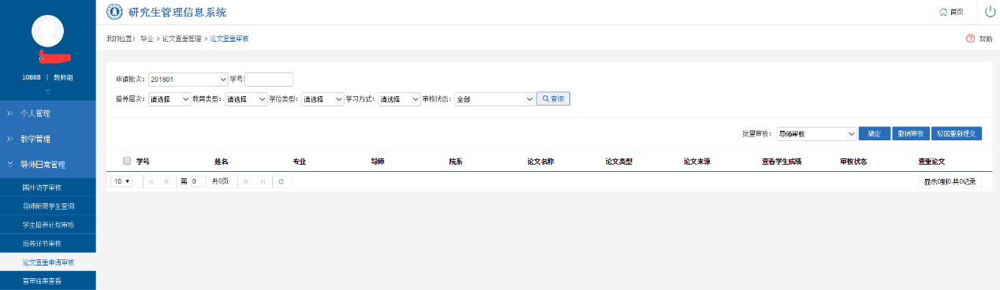 研究生管理信息系统
首页
我的位置： 毕业 > 论文查重管理 > 论文查重审核
帮助
10888 | 教师组
个人管理
教学管理
导师日常管理
国外访学审核
导师所带学生查询
学生培养计划审核
培养环节审核
论文查重申请审核
盲审结果查看
申请批次： 201801 学号:
培养层次： 请选择 教育类型： 请选择 学位类型： 请选择 学习方式： 请选择 审核状态： 全部 查询
批量审核： 导师审核 确定 撤销审核 驳回重新提交
学号 姓名 专业 导师 院系 论文名称 论文类型 论文来源 查看学生成绩 审核状态 查重论文
10 第 0 共0页 显示0到0,共0记录